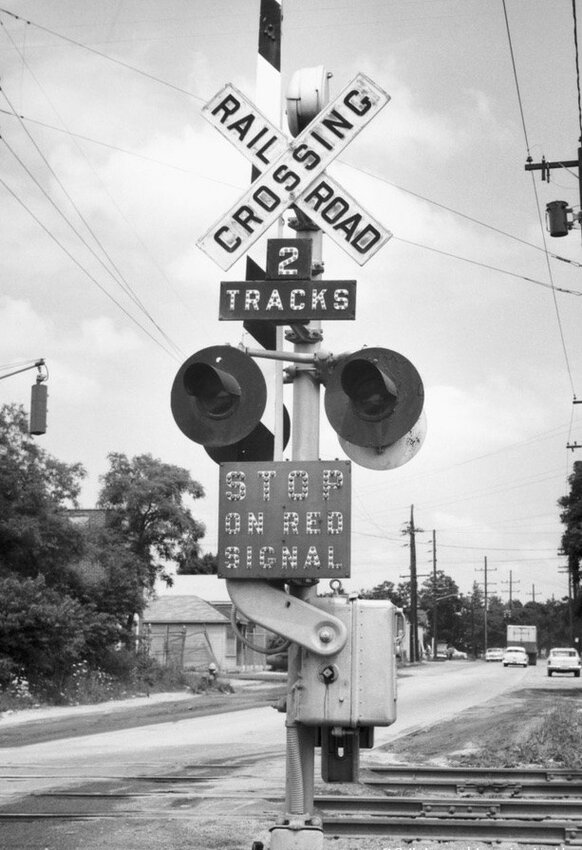 RAILROAD
CROSSING
2
TRACKS
STOP
ON RED
SIGNAL